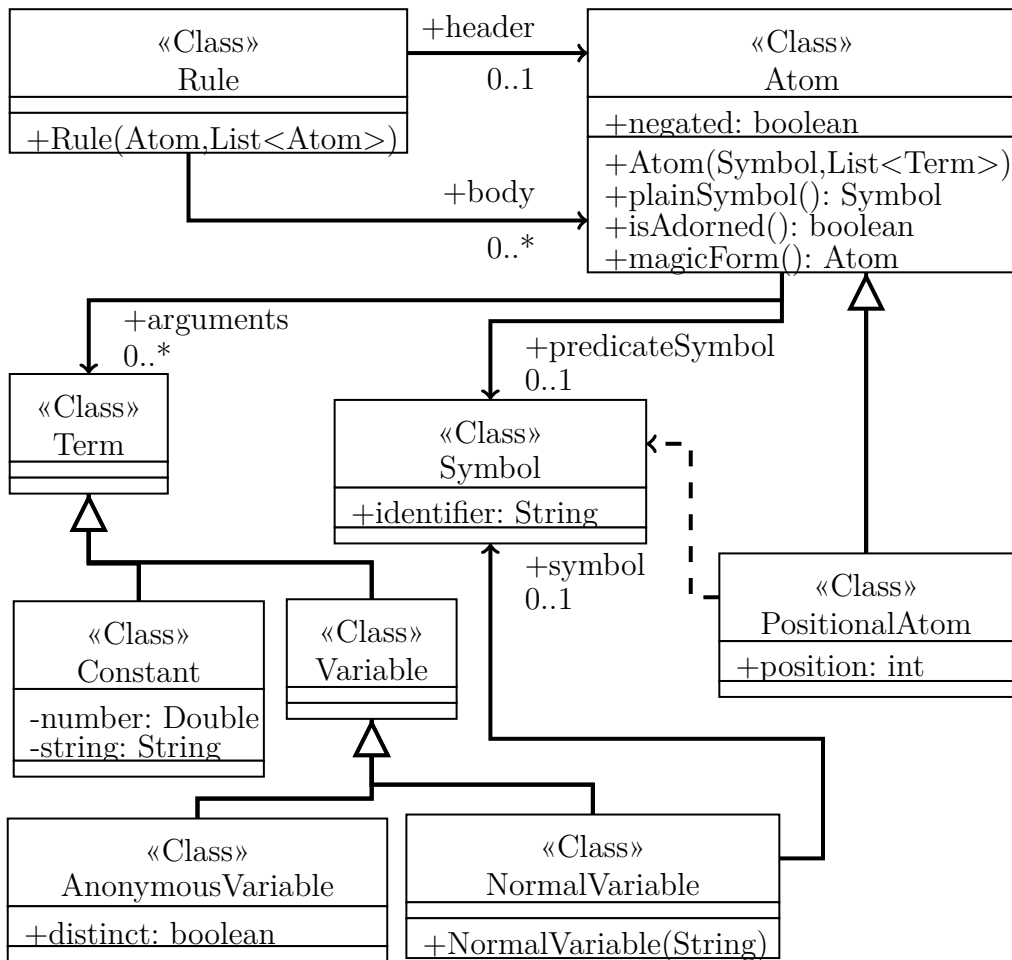 «Class»
Rule
+Rule(Atom,List<Atom>)
+header
0..1
«Class»
Atom
+negated: boolean
+Atom(Symbol,List<Term>)
+plainSymbol(): Symbol
+isAdorned(): boolean
+magicForm(): Atom
+body
0..*
+arguments
0..*
+predicateSymbol
0..1
«Class»
Term
«Class»
Symbol
+identifier: String
+symbol
0..1
«Class»
PositionalAtom
+position: int
«Class»
Constant
-number: Double
-string: String
«Class»
Variable
«Class»
AnonymousVariable
+distinct: boolean
«Class»
NormalVariable
+NormalVariable(String)